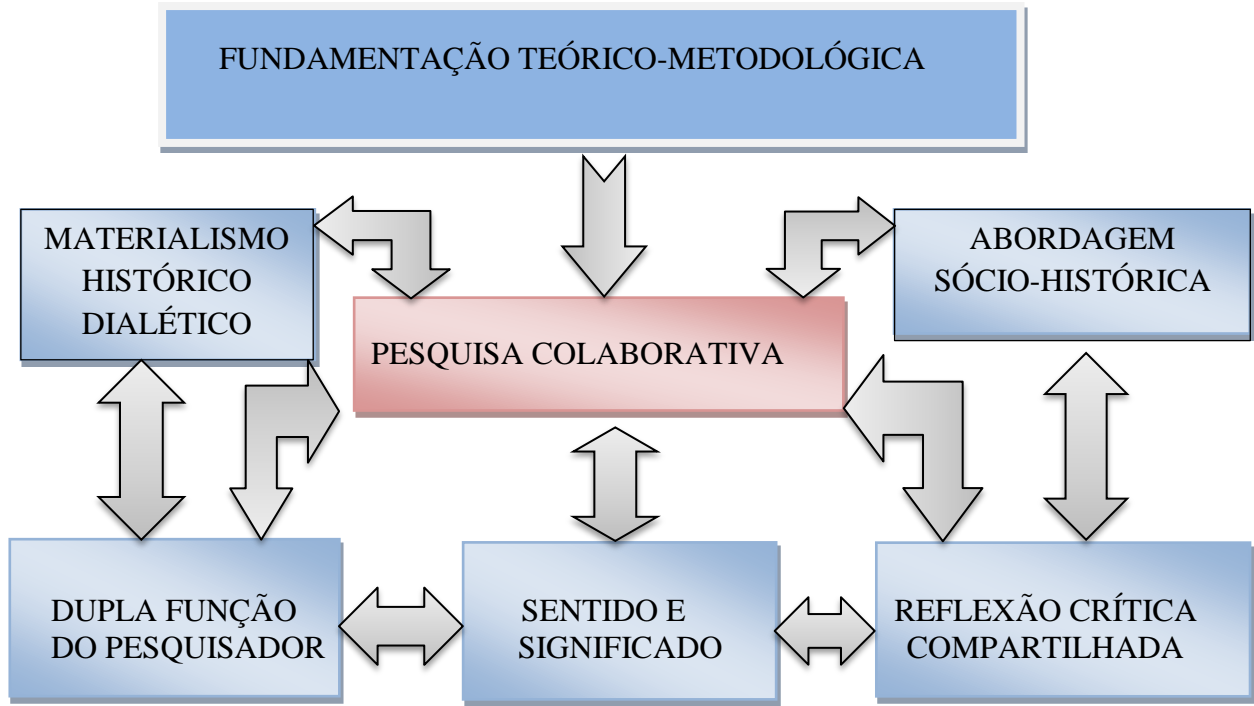 FUNDAMENTAÇÃO TEÓRICO-METODOLÓGICA
MATERIALISMO
HISTÓRICO
DIALÉTICO
ABORDAGEM
SÓCIO-HISTÓRICA
PESQUISA COLABORATIVA
DUPLA FUNÇÃO
DO PESQUISADOR
SENTIDO E
SIGNIFICADO
REFLEXÃO CRÍTICA
COMPARTILHADA